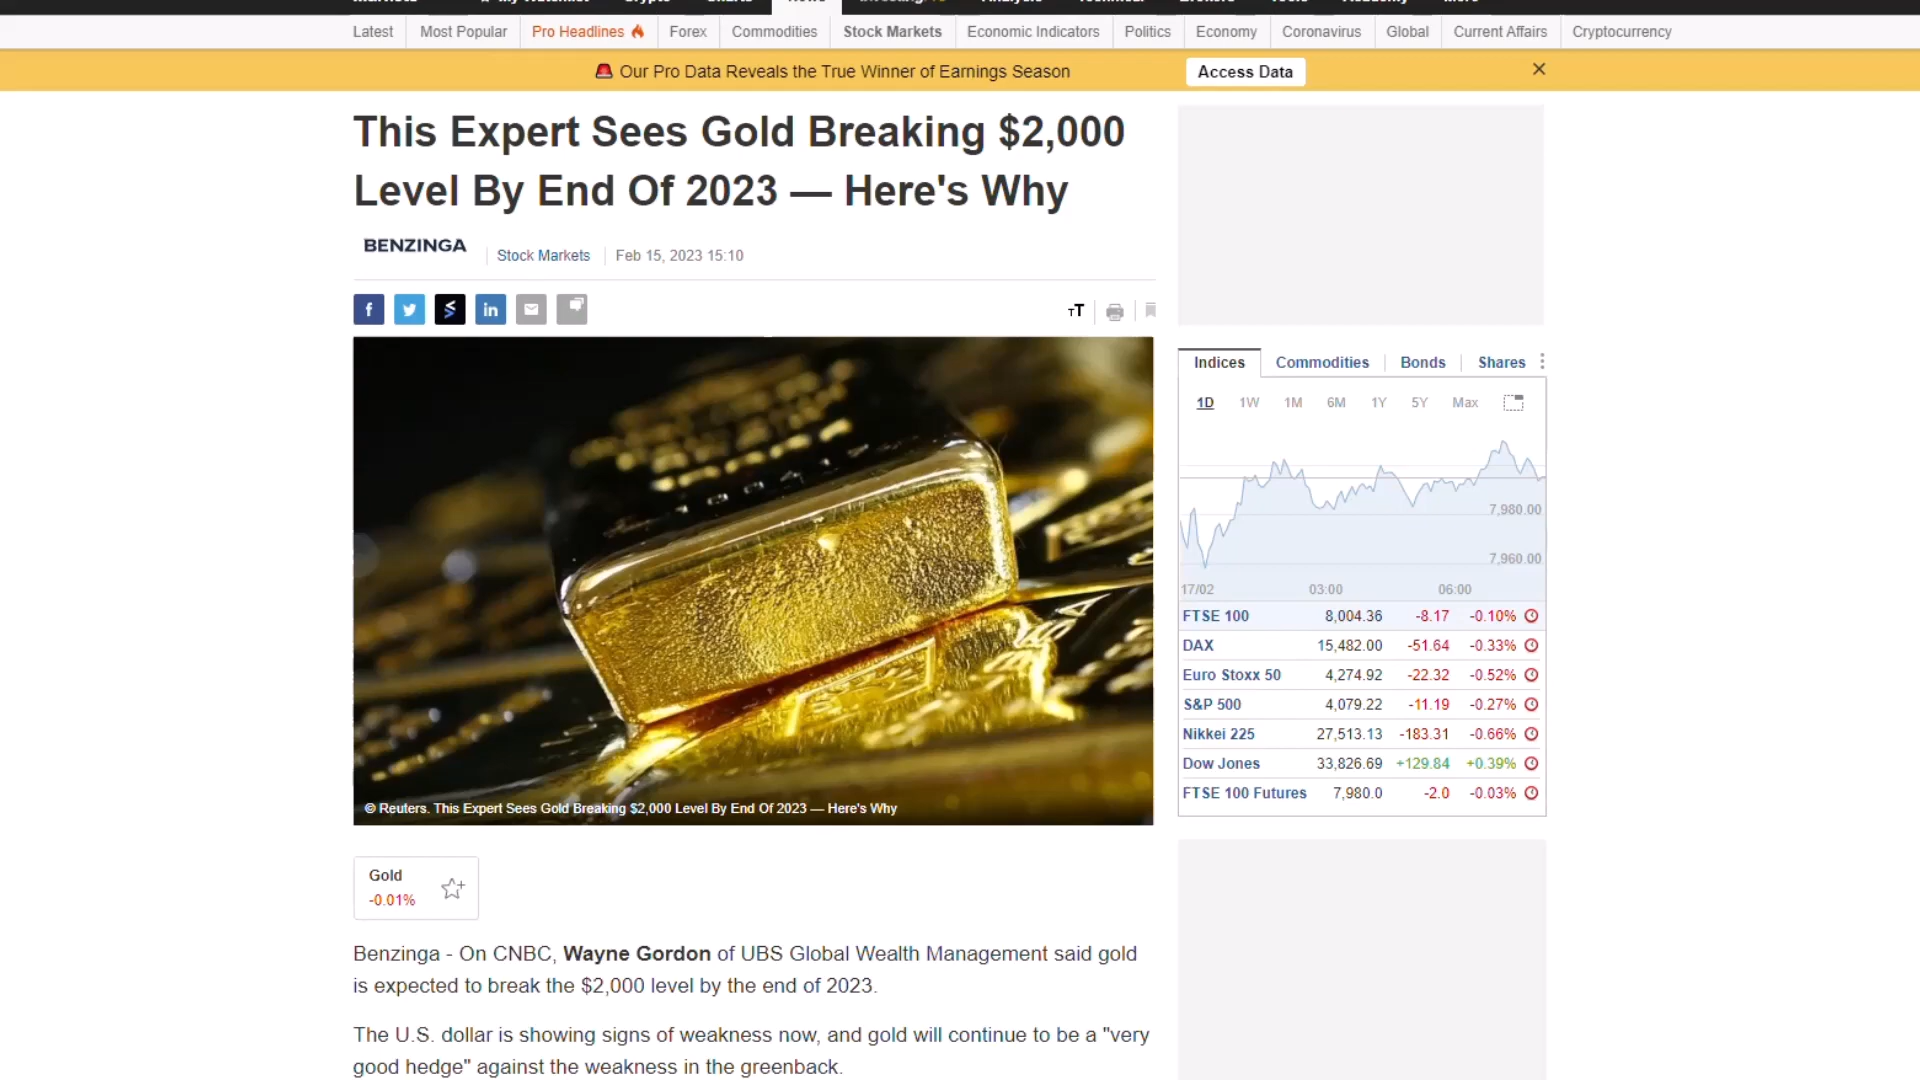 Latest Most Popular Pro Headlines Forex Commodities Stock Markets Economic Indicators Politics Economy Coronavirus Global Current Affairs Cryptocurrency
Our Pro Data Reveals the True Winner of Earnings Season Access Data
This Expert Sees Gold Breaking $2,000
Level By End Of 2023 — Here's Why
BENZINGA Stock Markets Feb 15, 2023 15:10
© Reuters. This Expert Sees Gold Breaking $2,000 Level By End Of 2023 — Here's Why
Gold
-0.01%
Benzinga - On CNBC, Wayne Gordon of UBS Global Wealth Management said gold
is expected to break the $2,000 level by the end of 2023.
The U.S. dollar is showing signs of weakness now, and gold will continue to be a "very
good hedge" against the weakness in the greenback.
Indices Commodities Bonds Shares
1D 1W 1M 6M 1Y 5Y Max
7,980.00
7,960.00
17/02 03:00 06:00
FTSE 100 8,004.36 -8.17 -0.10%
DAX 15,482.00 -51.64 -0.33%
Euro Stoxx 50 4,274.92 -22.32 -0.52%
S&P 500 4,079.22 -11.19 -0.27%
Nikkei 225 27,513.13 -183.31 -0.66%
Dow Jones 33,826.69 +129.84 +0.39%
FTSE 100 Futures 7,980.0 -2.0 -0.03%